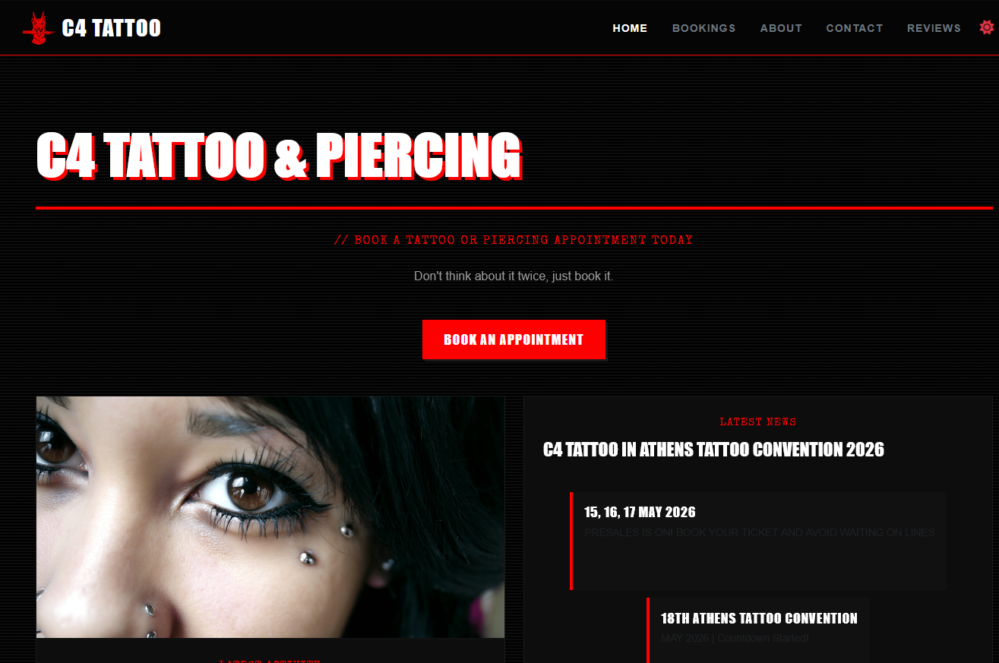 C4 TATTOO
HOME BOOKINGS ABOUT CONTACT REVIEWS
C4 TATTOO & PIERCING
// BOOK A TATTOO OR PIERCING APPOINTMENT TODAY
Don't think about it twice, just book it.
BOOK AN APPOINTMENT
LATEST NEWS
C4 TATTOO IN ATHENS TATTOO CONVENTION 2026
15, 16, 17 MAY 2026
PRESALES IS ON! BOOK YOUR TICKET AND AVOID WAITING ON LINES
18TH ATHENS TATTOO CONVENTION
MAY 2026 | Countdown Started!
LATEST ACTIVITY